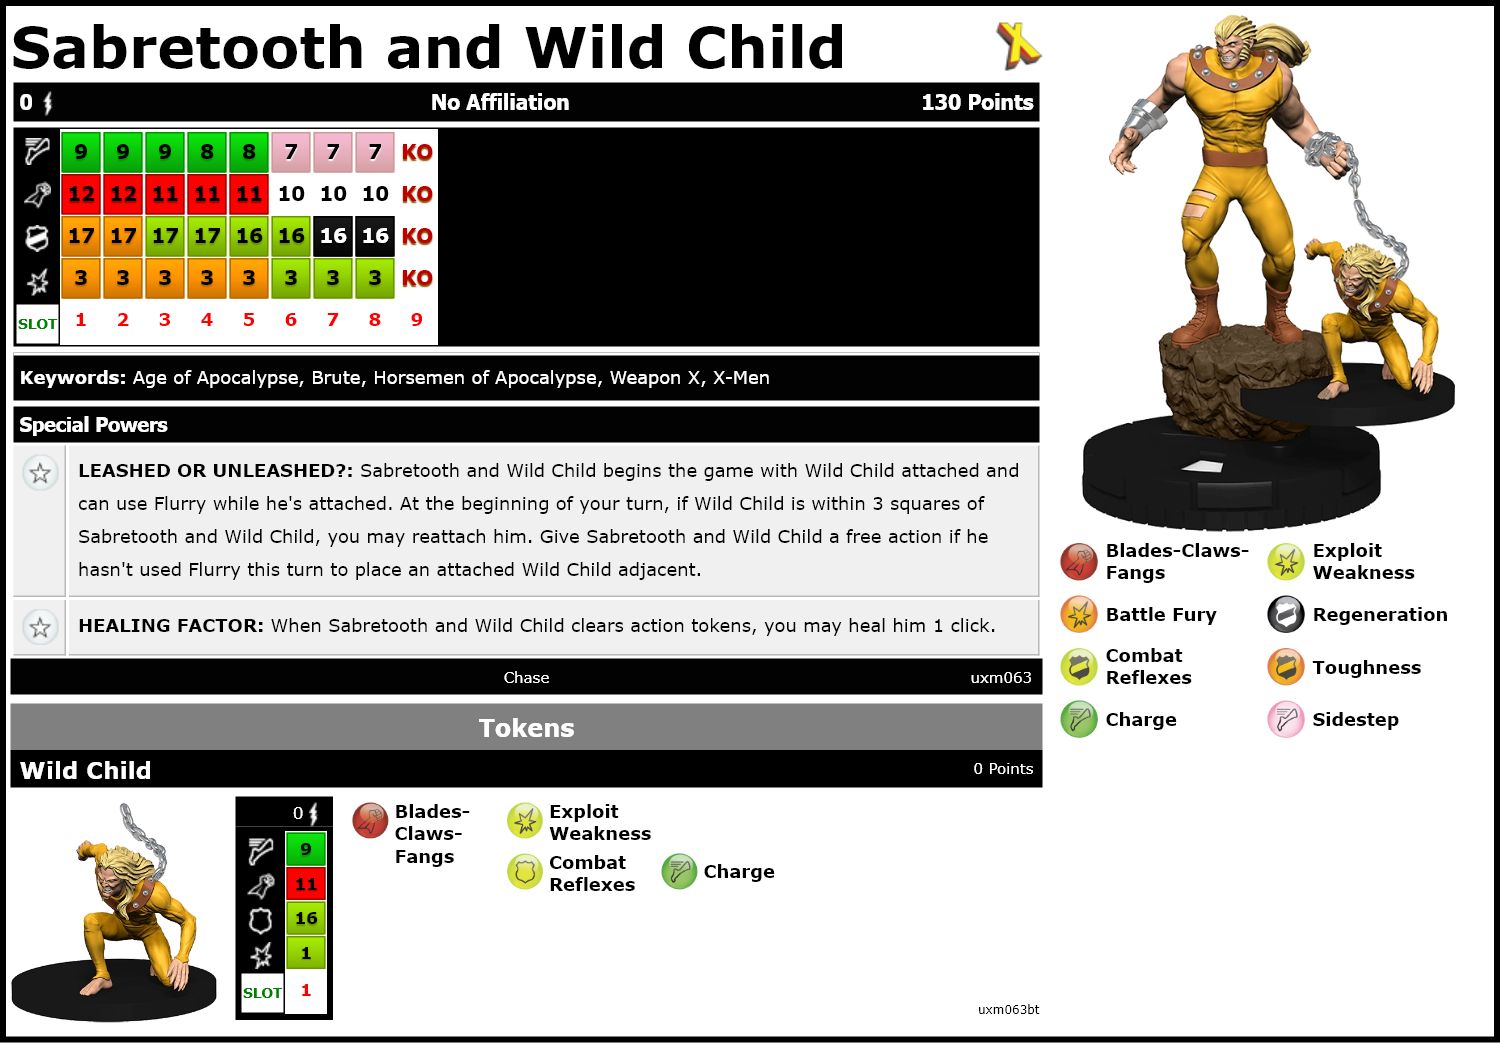 Sabretooth and Wild Child
0 No Affiliation 130 Points
9 9 9 8 8 7 7 7 KO
12 12 11 11 11 10 10 10 KO
17 17 17 17 16 16 16 16 KO
3 3 3 3 3 3 3 3 KO
SLOT 1 2 3 4 5 6 7 8 9
Keywords: Age of Apocalypse, Brute, Horsemen of Apocalypse, Weapon X, X-Men
Special Powers
LEASHED OR UNLEASHED?: Sabretooth and Wild Child begins the game with Wild Child attached and
can use Flurry while he's attached. At the beginning of your turn, if Wild Child is within 3 squares of
Sabretooth and Wild Child, you may reattach him. Give Sabretooth and Wild Child a free action if he
hasn't used Flurry this turn to place an attached Wild Child adjacent.
HEALING FACTOR: When Sabretooth and Wild Child clears action tokens, you may heal him 1 click.
Chase uxm063
Blades-Claws-
Fangs
Exploit
Weakness
Battle Fury
Regeneration
Combat
Reflexes
Toughness
Charge
Sidestep
Tokens
Wild Child 0 Points
0
9
11
16
1
SLOT 1
Blades-
Claws-
Fangs
Exploit
Weakness
Combat
Reflexes
Charge
uxm063bt